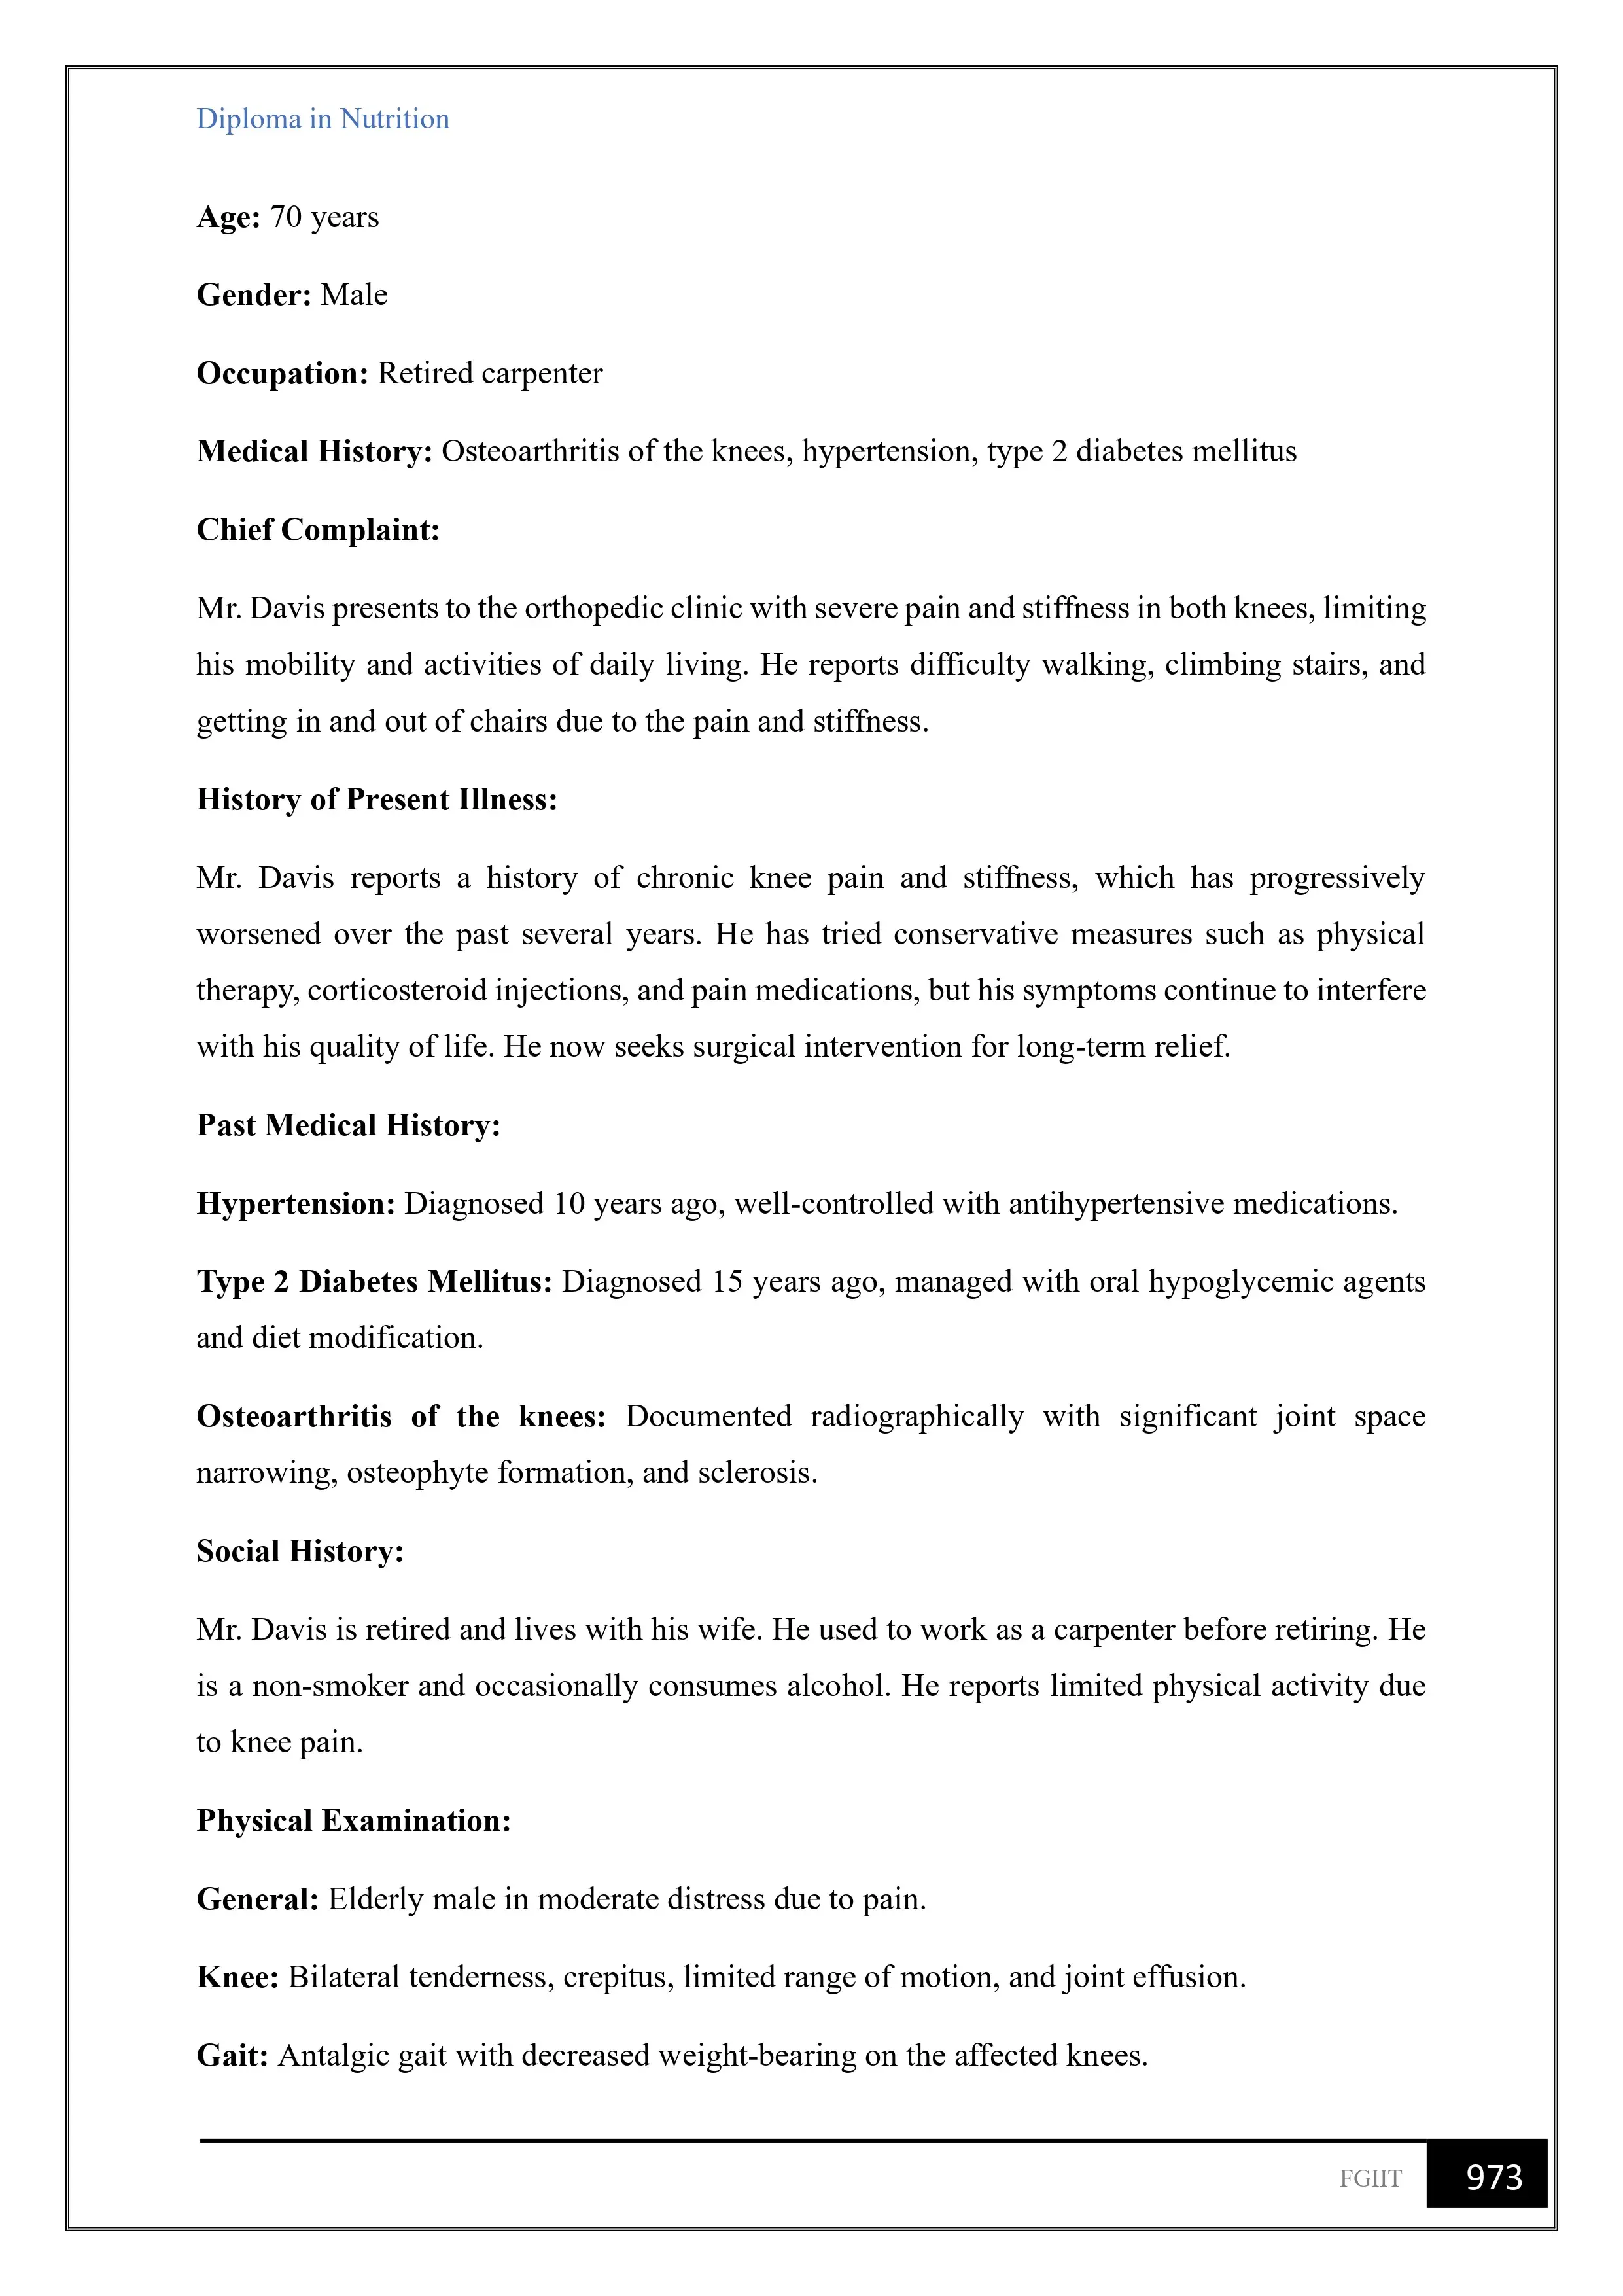 Diploma in Nutrition
Age: 70 years
Gender: Male
Occupation: Retired carpenter
Medical History: Osteoarthritis of the knees, hypertension, type 2 diabetes mellitus
Chief Complaint:
Mr. Davis presents to the orthopedic clinic with severe pain and stiffness in both knees, limiting
his mobility and activities of daily living. He reports difficulty walking, climbing stairs, and
getting in and out of chairs due to the pain and stiffness.
History of Present Illness:
Mr. Davis reports a history of chronic knee pain and stiffness, which has progressively
worsened over the past several years. He has tried conservative measures such as physical
therapy, corticosteroid injections, and pain medications, but his symptoms continue to interfere
with his quality of life. He now seeks surgical intervention for long-term relief.
Past Medical History:
Hypertension: Diagnosed 10 years ago, well-controlled with antihypertensive medications.
Type 2 Diabetes Mellitus: Diagnosed 15 years ago, managed with oral hypoglycemic agents
and diet modification.
Osteoarthritis of the knees: Documented radiographically with significant joint space
narrowing, osteophyte formation, and sclerosis.
Social History:
Mr. Davis is retired and lives with his wife. He used to work as a carpenter before retiring. He
is a non-smoker and occasionally consumes alcohol. He reports limited physical activity due
to knee pain.
Physical Examination:
General: Elderly male in moderate distress due to pain.
Knee: Bilateral tenderness, crepitus, limited range of motion, and joint effusion.
Gait: Antalgic gait with decreased weight-bearing on the affected knees.
FGIIT 973